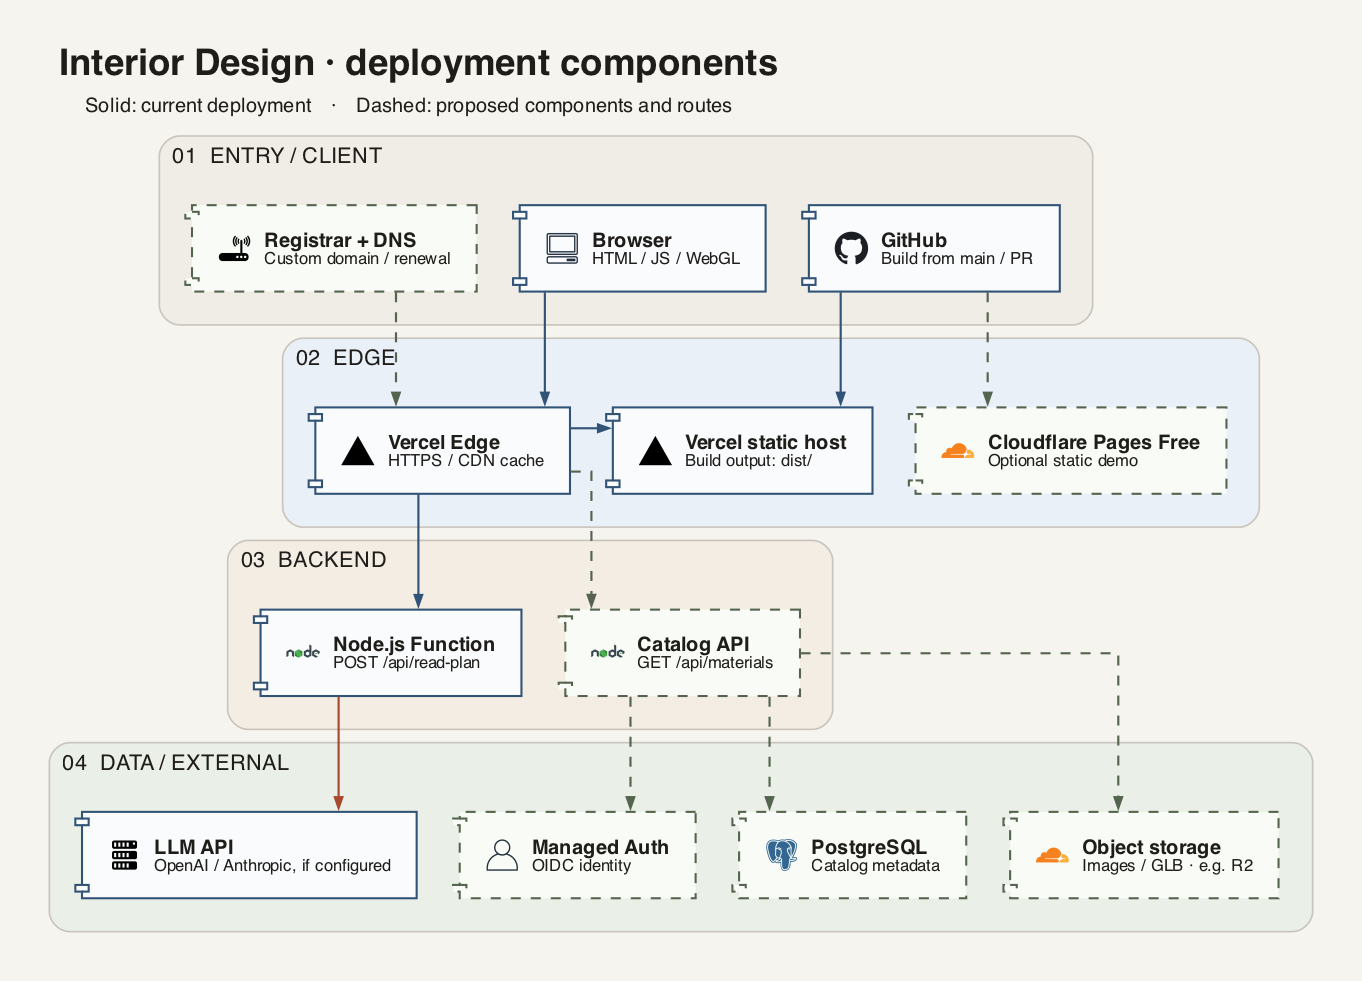 Interior Design · deployment components
Solid: current deployment · Dashed: proposed components and routes
01 ENTRY / CLIENT
Registrar + DNS
Custom domain / renewal
Browser
HTML / JS / WebGL
GitHub
Build from main / PR
02 EDGE
Vercel Edge
HTTPS / CDN cache
Vercel static host
Build output: dist/
Cloudflare Pages Free
Optional static demo
03 BACKEND
node
Node.js Function
POST /api/read-plan
node
Catalog API
GET /api/materials
04 DATA / EXTERNAL
LLM API
OpenAI / Anthropic, if configured
Managed Auth
OIDC identity
PostgreSQL
Catalog metadata
Object storage
Images / GLB · e.g. R2